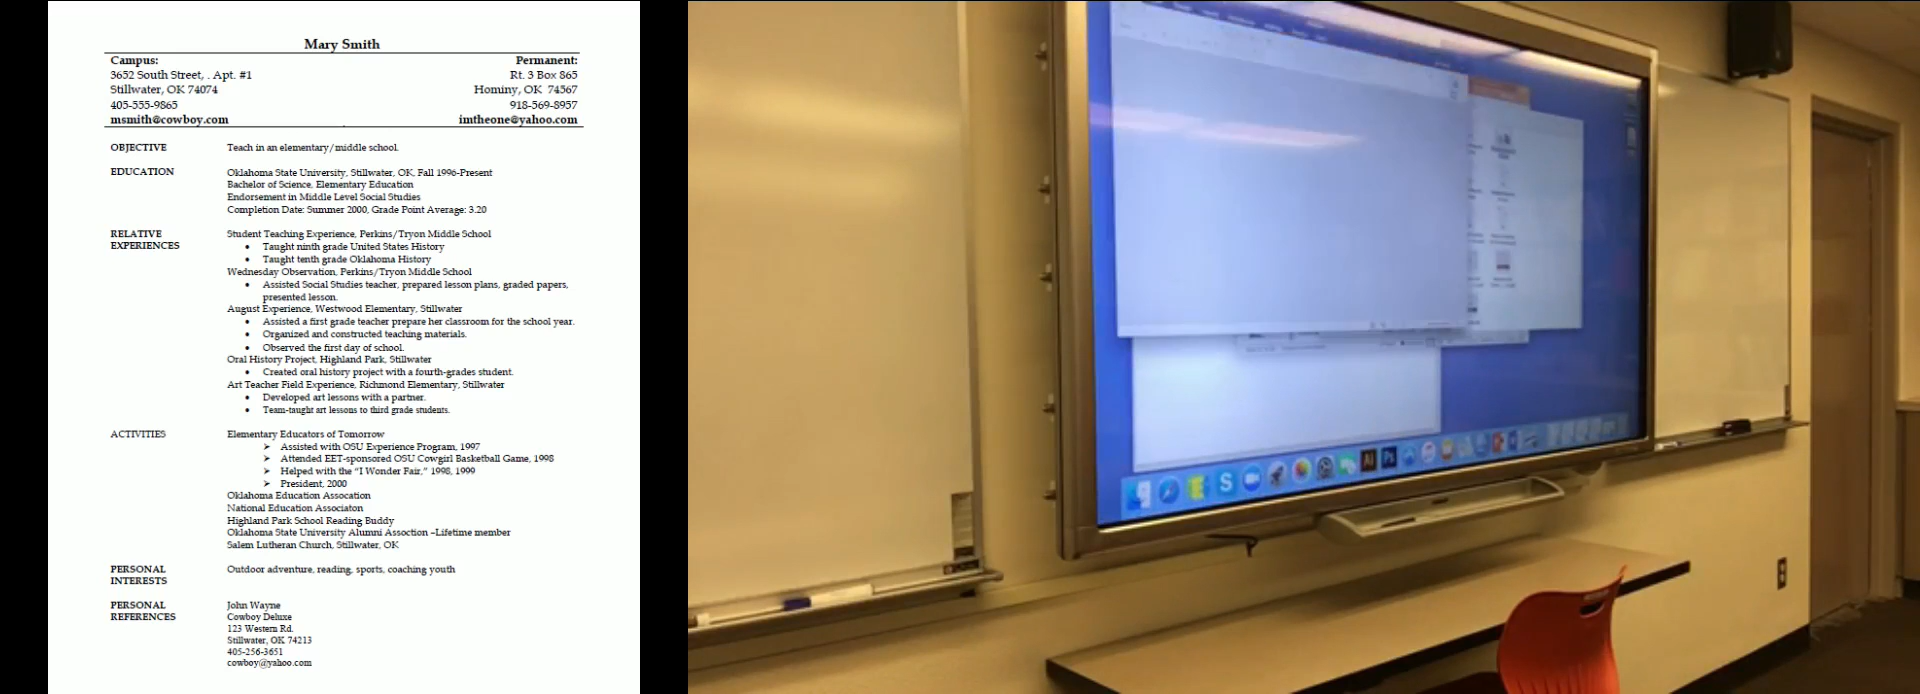 Mary Smith
Campus: Permanent:
3652 South Street, . Apt. #1 Rt. 3 Box 865
Stillwater, OK 74074 Hominy, OK 74567
405-555-9865 918-569-8957
msmith@cowboy.com imtheone@yahoo.com
OBJECTIVE Teach in an elementary/middle school.
EDUCATION Oklahoma State University, Stillwater, OK, Fall 1996-Present
Bachelor of Science, Elementary Education
Endorsement in Middle Level Social Studies
Completion Date: Summer 2000, Grade Point Average: 3.20
RELATIVE Student Teaching Experience, Perkins/Tryon Middle School
EXPERIENCES • Taught ninth grade United States History
• Taught tenth grade Oklahoma History
Wednesday Observation, Perkins/Tryon Middle School
• Assisted Social Studies teacher, prepared lesson plans, graded papers,
presented lesson.
August Experience, Westwood Elementary, Stillwater
• Assisted a first grade teacher prepare her classroom for the school year.
• Organized and constructed teaching materials.
• Observed the first day of school.
Oral History Project, Highland Park, Stillwater
• Created oral history project with a fourth-grades student.
Art Teacher Field Experience, Richmond Elementary, Stillwater
• Developed art lessons with a partner.
• Team-taught art lessons to third grade students.
ACTIVITIES Elementary Educators of Tomorrow
➤ Assisted with OSU Experience Program, 1997
➤ Attended EET-sponsored OSU Cowgirl Basketball Game, 1998
➤ Helped with the “I Wonder Fair,” 1998, 1999
➤ President, 2000
Oklahoma Education Assocation
National Education Associaton
Highland Park School Reading Buddy
Oklahoma State University Alumni Assoction –Lifetime member
Salem Lutheran Church, Stillwater, OK
PERSONAL Outdoor adventure, reading, sports, coaching youth
INTERESTS
PERSONAL John Wayne
REFERENCES Cowboy Deluxe
123 Western Rd.
Stillwater, OK 74213
405-256-3651
cowboy@yahoo.com
S
Ai
Ps